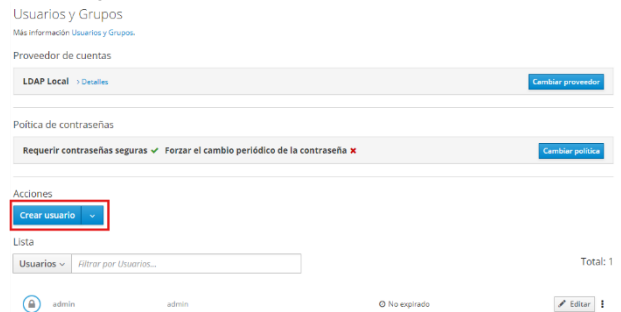 Usuarios y Grupos
Más información Usuarios y Grupos.
Proveedor de cuentas
LDAP Local > Detalles Cambiar proveedor
Poítica de contraseñas
Requerir contraseñas seguras ✔ Forzar el cambio periódico de la contraseña ✖ Cambiar política
Acciones
Crear usuario
Lista
Usuarios Filtrar por Usuarios... Total: 1
admin admin No expirado Editar